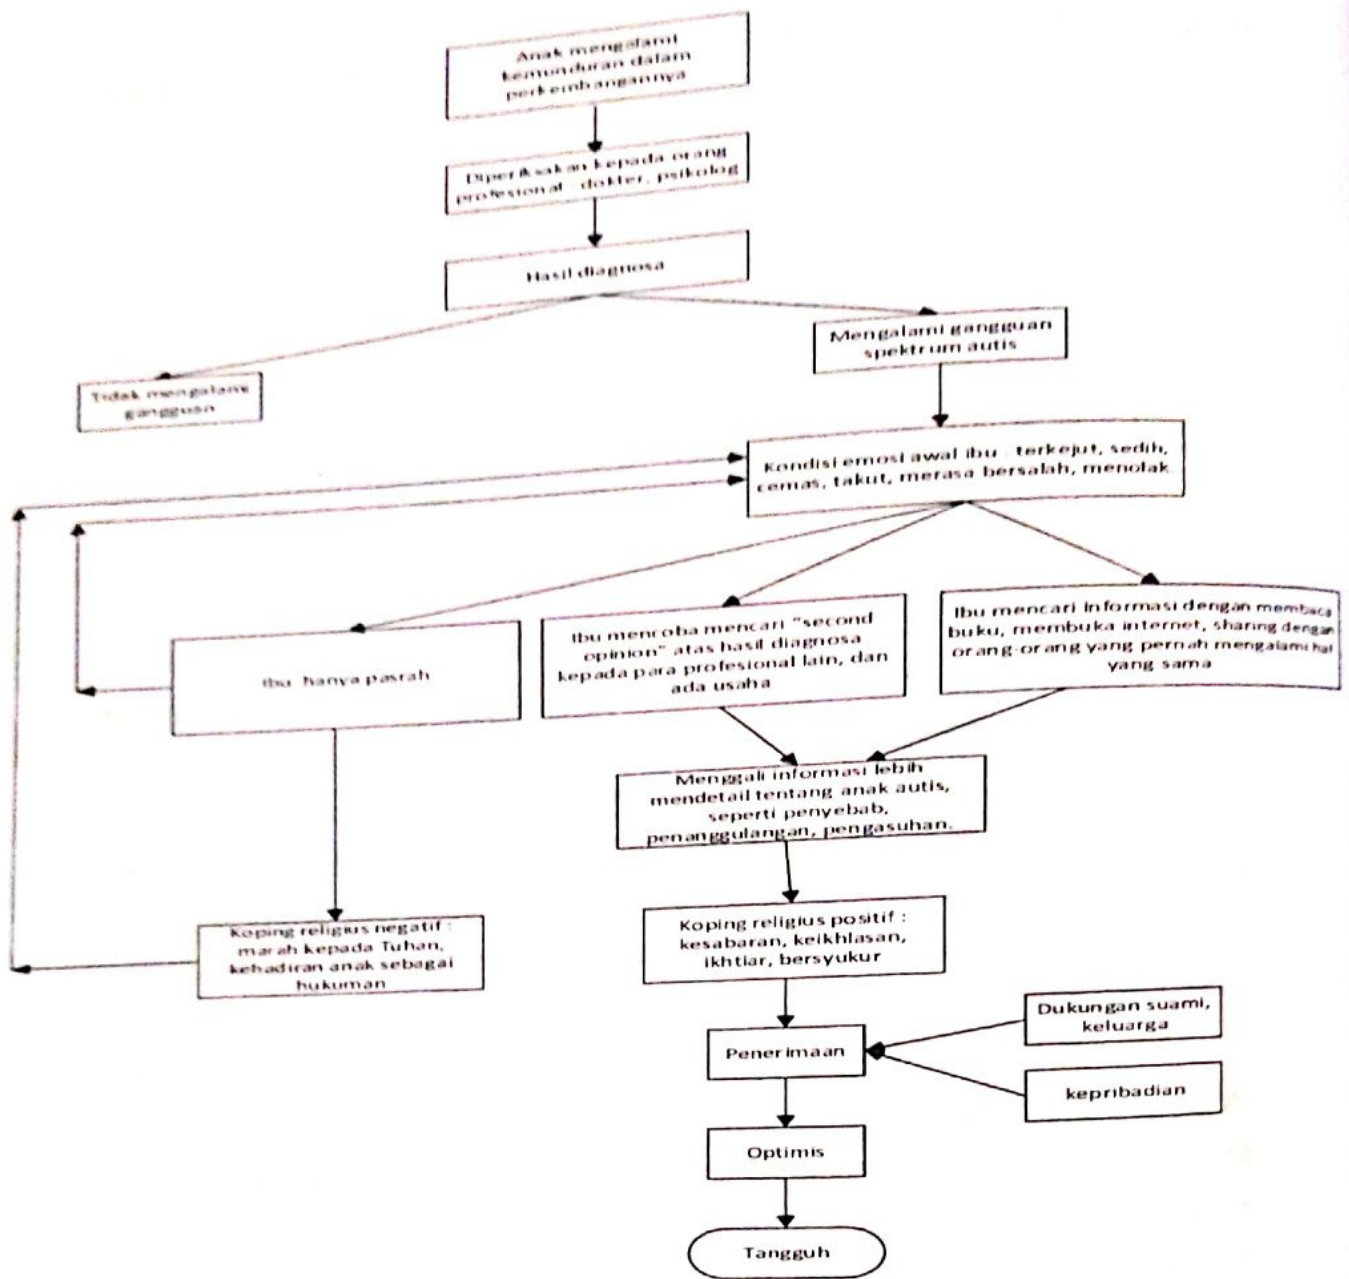 Anak mengalami
kemunduran dalam
perkembangannya
Diperiksakan kepada orang
profesional : dokter, psikolog
Hasil diagnosa
Mengalami gangguan
spektrum autis
Tidak mengalami
gangguan
Kondisi emosi awal ibu : terkejut, sedih,
cemas, takut, merasa bersalah, menolak
Ibu hanya pasrah
Ibu mencoba mencari "second
opinion" atas hasil diagnosa
kepada para profesional lain, dan
ada usaha
Ibu mencari informasi dengan membaca
buku, membuka internet, sharing dengan
orang-orang yang pernah mengalami hal
yang sama
Menggali informasi lebih
mendetail tentang anak autis,
seperti penyebab,
penanggulangan, pengasuhan.
Koping religius negatif :
marah kepada Tuhan,
kehadiran anak sebagai
hukuman
Koping religius positif :
kesabaran, keikhlasan,
ikhtiar, bersyukur
Dukungan suami,
keluarga
Penerimaan
kepribadian
Optimis
Tangguh